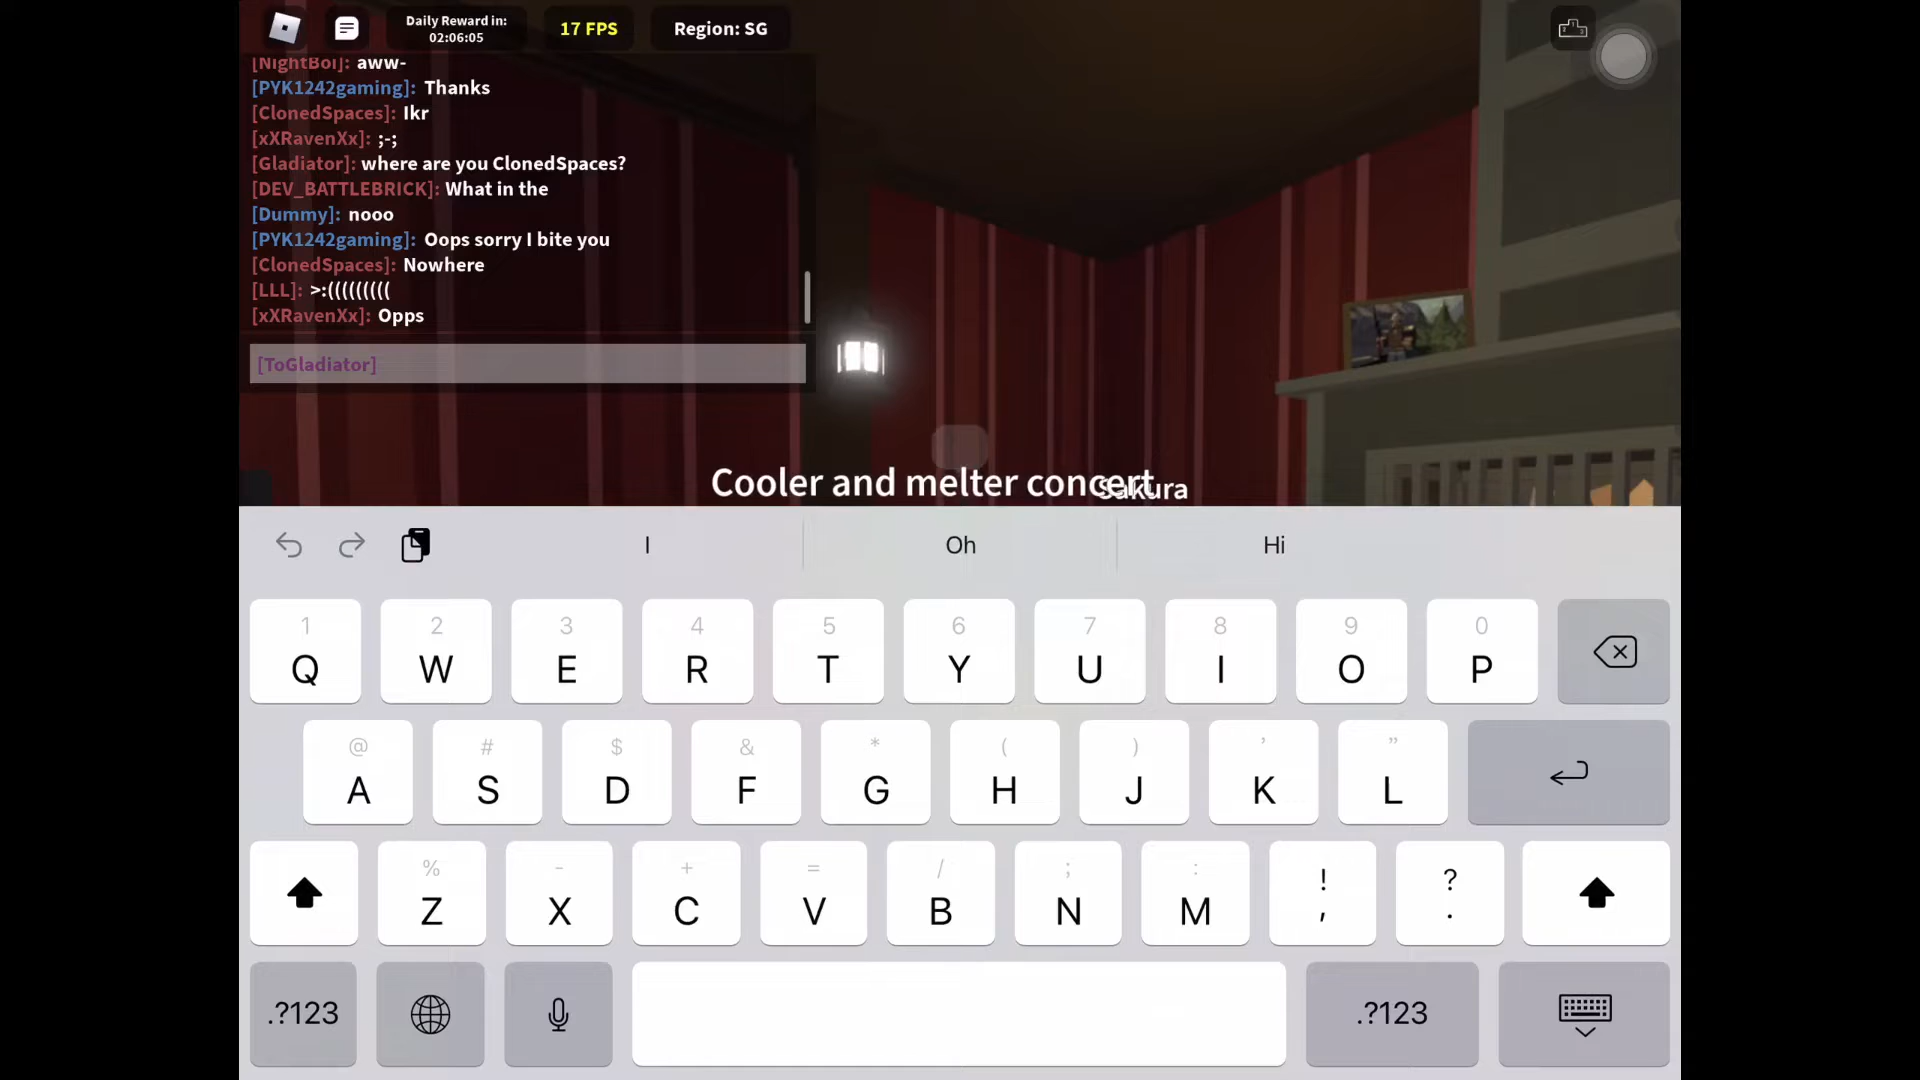 Daily Reward in:
02:06:05
17 FPS
Region: SG
[NightBoi]: aww-
[PYK1242gaming]: Thanks
[ClonedSpaces]: Ikr
[xXRavenXx]: ;-;
[Gladiator]: where are you ClonedSpaces?
[DEV_BATTLEBRICK]: What in the
[Dummy]: nooo
[PYK1242gaming]: Oops sorry I bite you
[ClonedSpaces]: Nowhere
[LLL]: >:(((((((((
[xXRavenXx]: Opps
[ToGladiator]
Cooler and melter concert
Sakura
I Oh Hi
1 2 3 4 5 6 7 8 9 0
Q W E R T Y U I O P
@ # $ & * ( ) ' "
A S D F G H J K L
% - + = / ; : ! ?
Z X C V B N M , .
.?123 .?123